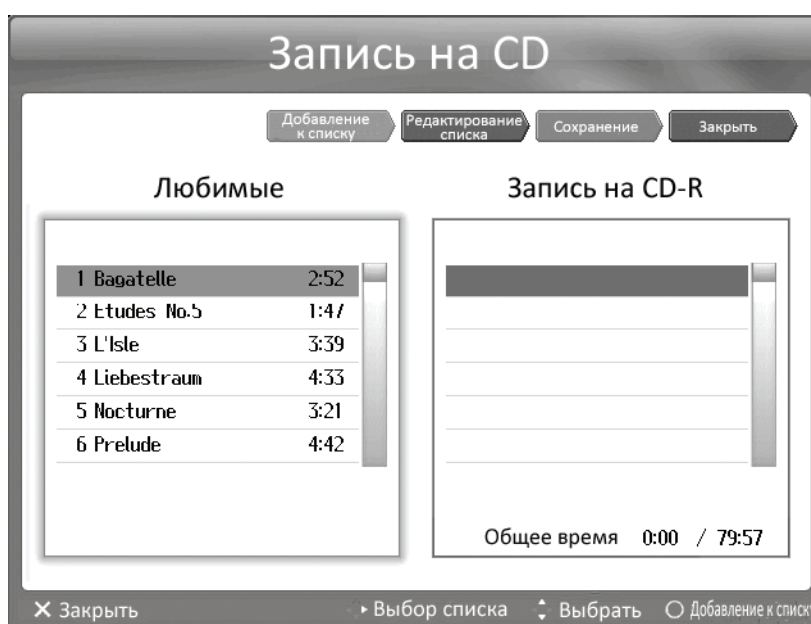 Запись на CD
Добавление к списку
Редактирование списка
Сохранение
Закрыть
Любимые
Запись на CD-R
1 Bagatelle 2:52
2 Etudes No.5 1:47
3 L'Isle 3:39
4 Liebestraum 4:33
5 Nocturne 3:21
6 Prelude 4:42
Общее время 0:00 / 79:57
X Закрыть Выбор списка Выбрать Добавление к списк